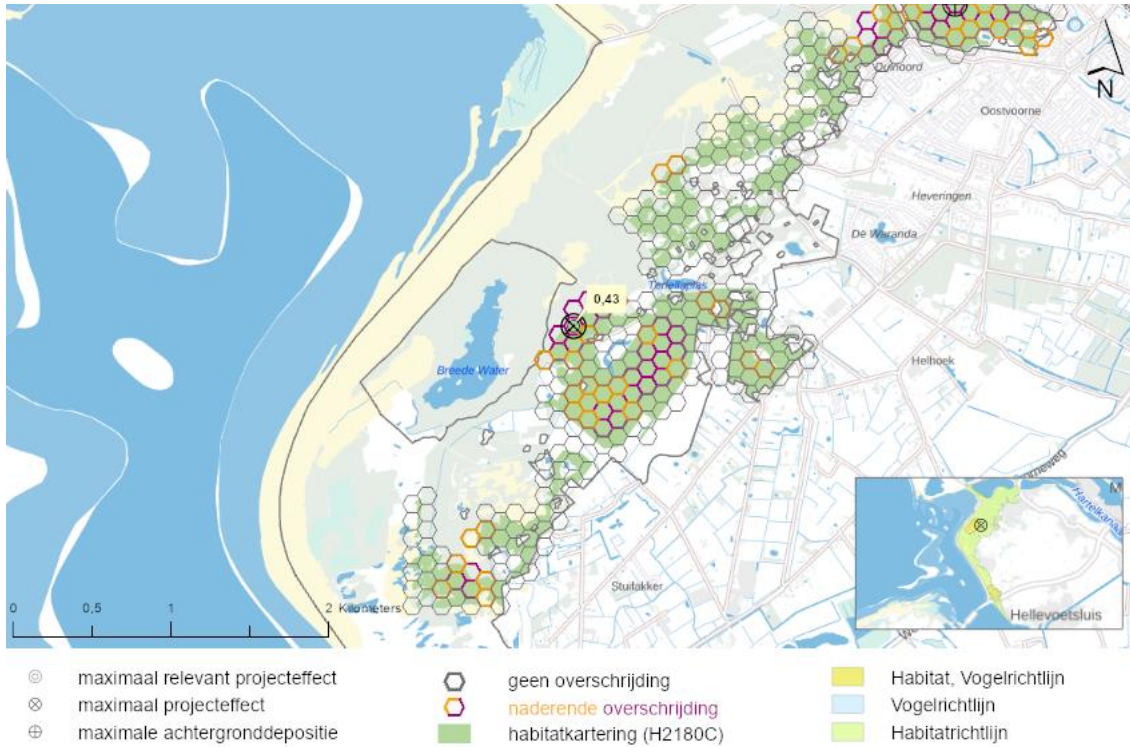 Duinoord
N
Oostvoorne
Heveringen
De Waranda
Tenellaplas
0,43
Helhoek
Breede Water
Stuifakker
0 0,5 1 2 Kilometers
M
Hartelkanaal
Hellevoetsluis
maximaal relevant projecteffect
maximaal projecteffect
maximale achtergronddepositie
geen overschrijding
naderende overschrijding
habitatkartering (H2180C)
Habitat, Vogelrichtlijn
Vogelrichtlijn
Habitatrichtlijn